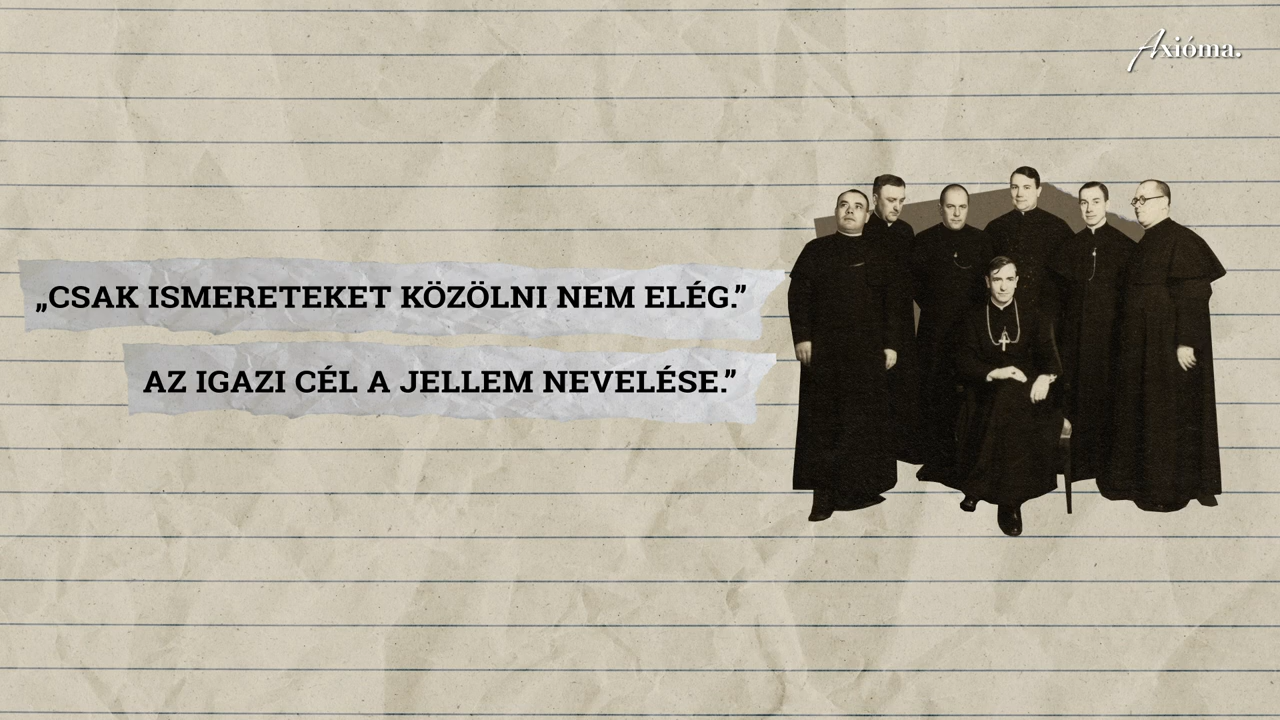 Axióma.
„CSAK ISMERETEKET KÖZÖLNI NEM ELÉG.”
AZ IGAZI CÉL A JELLEM NEVELÉSE.”